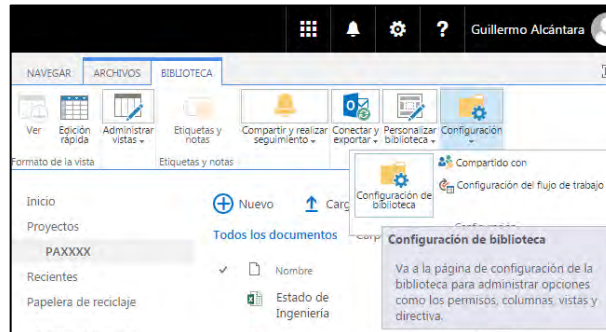 ? Guillermo Alcántara
NAVEGAR ARCHIVOS BIBLIOTECA
Ver Edición rápida Administrar vistas Etiquetas y notas Compartir y realizar seguimiento Conectar y exportar Personalizar biblioteca Configuración
Formato de la vista Etiquetas y notas
Configuración de biblioteca
Compartido con
Configuración del flujo de trabajo
Inicio
Proyectos
PAXXXX
Recientes
Papelera de reciclaje
Nuevo
Todos los documentos
Nombre
Estado de
Ingeniería
Configuración de biblioteca
Va a la página de configuración de la
biblioteca para administrar opciones
como los permisos, columnas, vistas y
directiva.